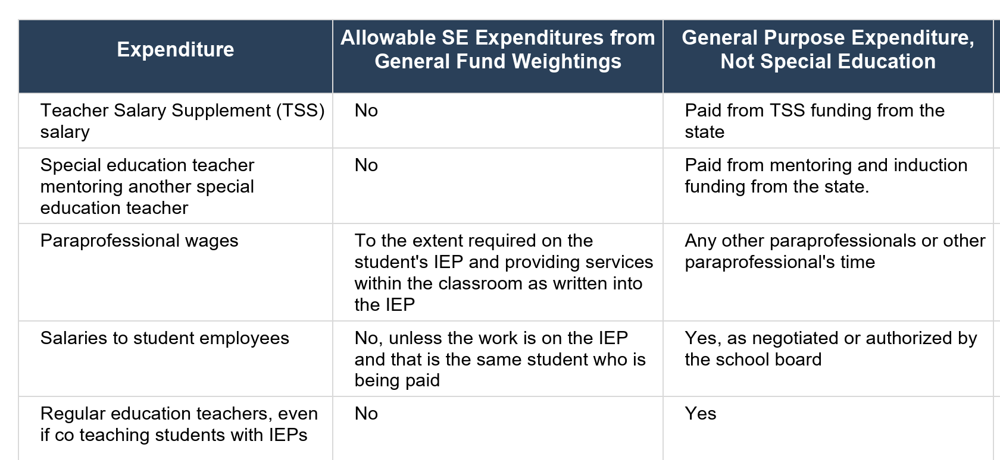 Expenditure
Allowable SE Expenditures from
General Fund Weightings
General Purpose Expenditure,
Not Special Education
Teacher Salary Supplement (TSS)
salary
No
Paid from TSS funding from the
state
Special education teacher
mentoring another special
education teacher
No
Paid from mentoring and induction
funding from the state.
Paraprofessional wages
To the extent required on the
student's IEP and providing services
within the classroom as written into
the IEP
Any other paraprofessionals or other
paraprofessional's time
Salaries to student employees
No, unless the work is on the IEP
and that is the same student who is
being paid
Yes, as negotiated or authorized by
the school board
Regular education teachers, even
if co teaching students with IEPs
No
Yes